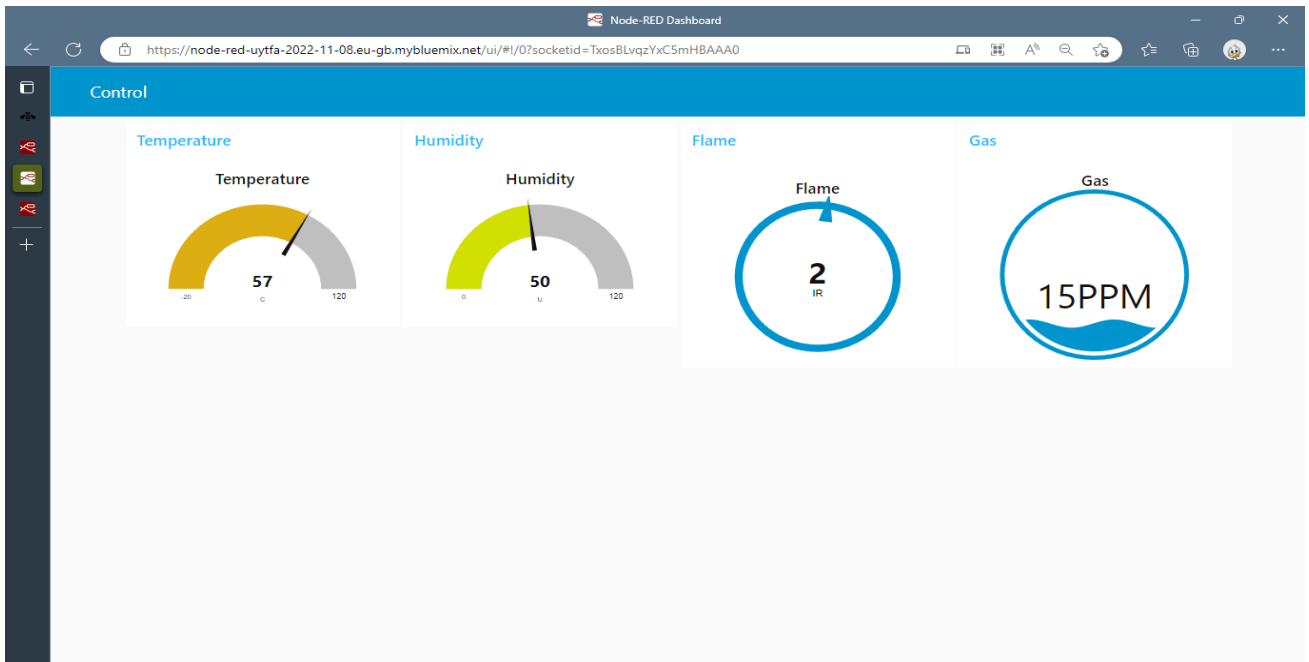 Node-RED Dashboard
https://node-red-uytfa-2022-11-08.eu-gb.mybluemix.net/ui/#!/0?socketid=TxosBLvqzYxC5mHBAAA0
Control
Temperature
Temperature
57
C
-20
120
Humidity
Humidity
50
U
0
120
Flame
Flame
2
IR
Gas
Gas
15PPM